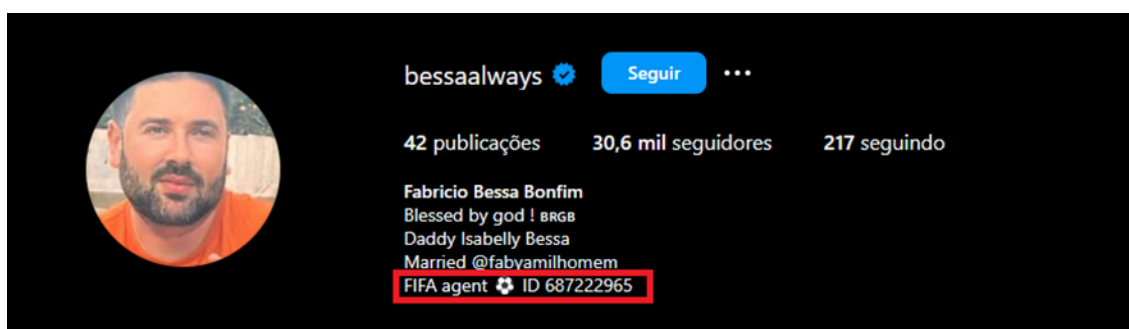 bessaalways
Seguir
42 publicações 30,6 mil seguidores 217 seguindo
Fabricio Bessa Bonfim
Blessed by god ! ʙʀɢʙ
Daddy Isabelly Bessa
Married @fabyamilhomem
FIFA agent ⚽ ID 687222965